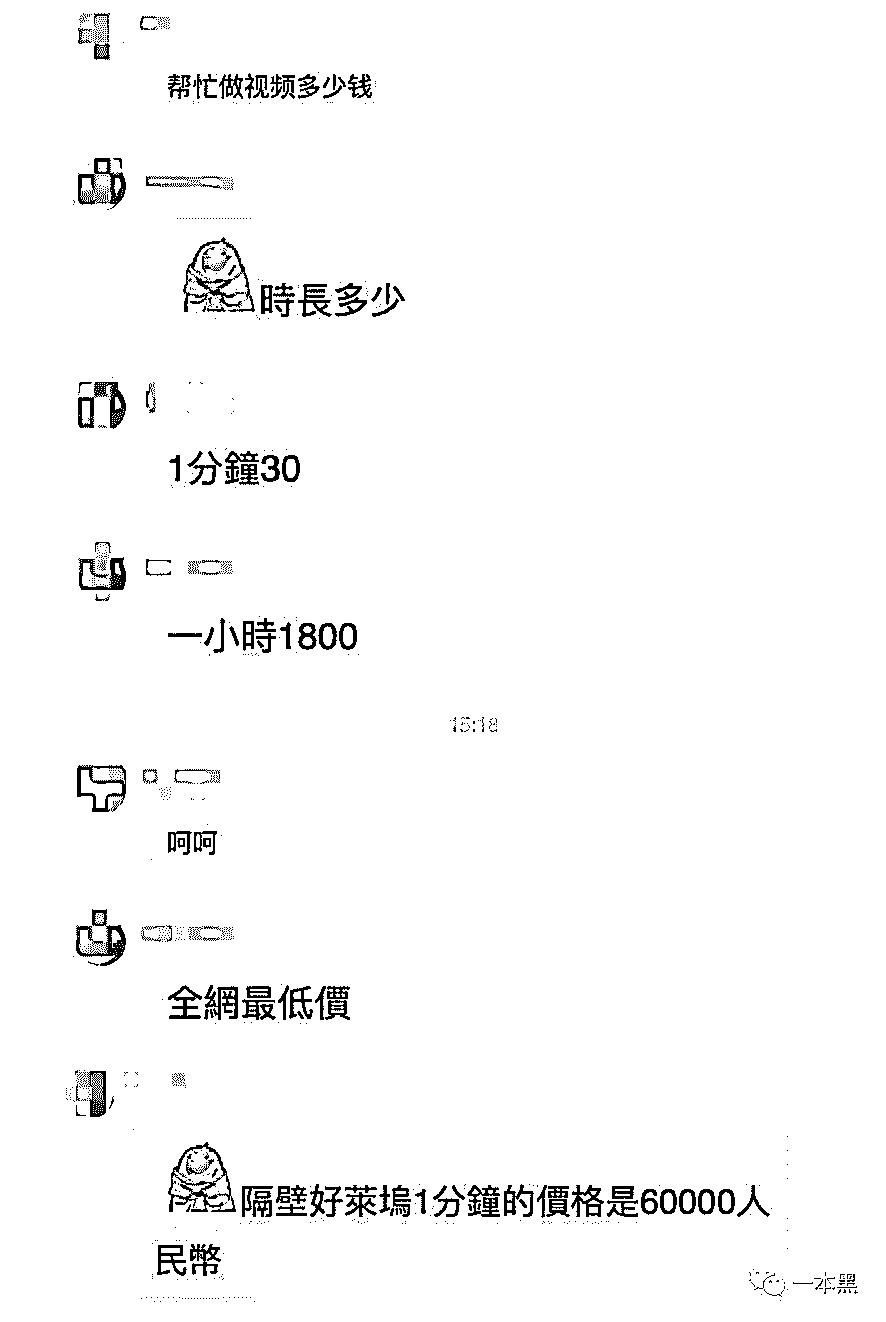 帮忙做视频多少钱
時長多少
1分鐘30
一小時1800
15:18
呵呵
全網最低價
隔壁好萊塢1分鐘的價格是60000人
民幣
一本黑